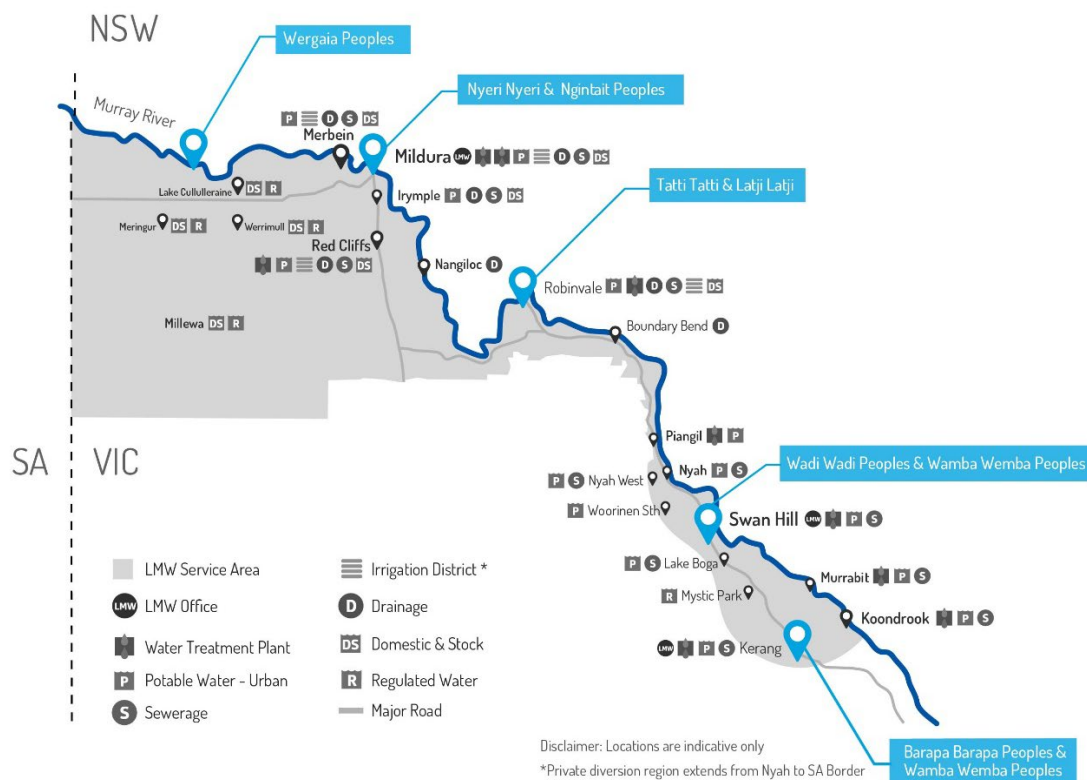 NSW
Wergaia Peoples
Nyeri Nyeri & Ngintait Peoples
Murray River
P D S DS
Merbein
Mildura LMW P D S DS
Tatti Tatti & Latji Latji
Lake Cullulleraine DS R
Irymple P D S DS
Meringur DS R
Werrimull DS R
Red Cliffs
P D S DS
Nangiloc D
Robinvale P D S DS
Millewa DS R
Boundary Bend D
Piangil P
SA
VIC
Wadi Wadi Peoples & Wamba Wemba Peoples
Nyah P S
P S Nyah West
P Woorinen Sth
Swan Hill LMW P S
P S Lake Boga
Murrabit P S
R Mystic Park
Koondrook P S
LMW P S Kerang
LMW Service Area
LMW LMW Office
Water Treatment Plant
P Potable Water - Urban
S Sewerage
Irrigation District *
D Drainage
DS Domestic & Stock
R Regulated Water
Major Road
Disclaimer: Locations are indicative only
*Private diversion region extends from Nyah to SA Border
Barapa Barapa Peoples &
Wamba Wemba Peoples